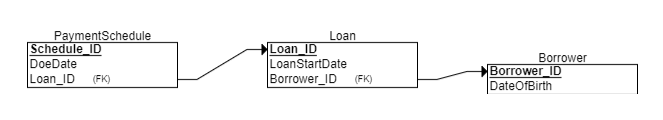 PaymentSchedule
Schedule_ID
DoeDate
Loan_ID (FK)
Loan
Loan_ID
LoanStartDate
Borrower_ID (FK)
Borrower
Borrower_ID
DateOfBirth